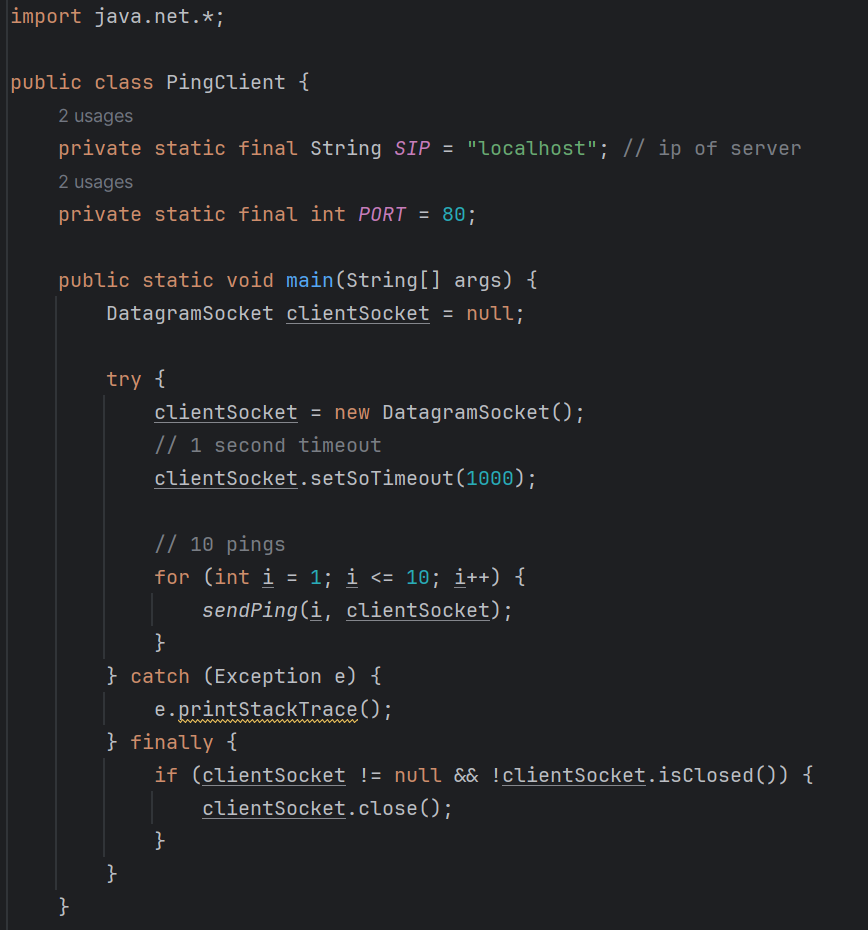 import java.net.*;
public class PingClient {
2 usages
private static final String SIP = "localhost"; // ip of server
2 usages
private static final int PORT = 80;
public static void main(String[] args) {
DatagramSocket clientSocket = null;
try {
clientSocket = new DatagramSocket();
// 1 second timeout
clientSocket.setSoTimeout(1000);
// 10 pings
for (int i = 1; i <= 10; i++) {
sendPing(i, clientSocket);
}
} catch (Exception e) {
e.printStackTrace();
} finally {
if (clientSocket != null && !clientSocket.isClosed()) {
clientSocket.close();
}
}
}